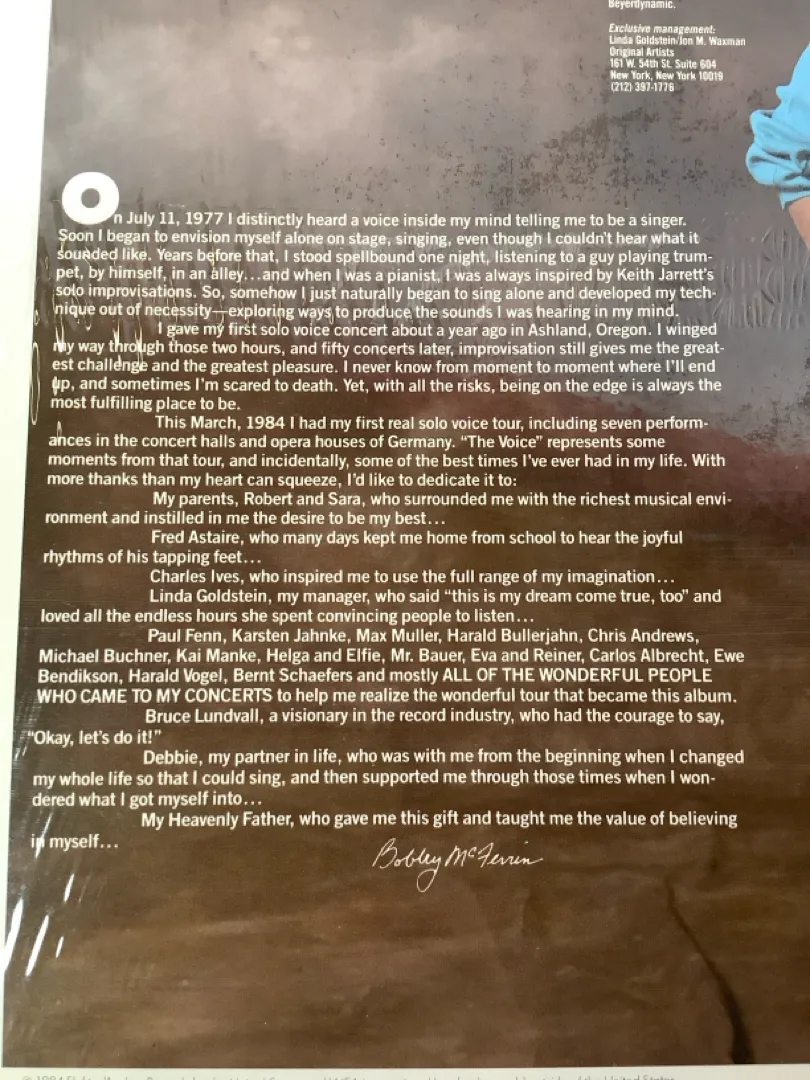 Beyerdynamic.
Exclusive management:
Linda Goldstein/Jon M. Waxman
Original Artists
161 W. 54th St. Suite 604
New York, New York 10019
(212) 397-1776
On July 11, 1977 I distinctly heard a voice inside my mind telling me to be a singer.
Soon I began to envision myself alone on stage, singing, even though I couldn't hear what it
sounded like. Years before that, I stood spellbound one night, listening to a guy playing trum-
pet, by himself, in an alley...and when I was a pianist, I was always inspired by Keith Jarrett's
solo improvisations. So, somehow I just naturally began to sing alone and developed my tech-
nique out of necessity—exploring ways to produce the sounds I was hearing in my mind.
I gave my first solo voice concert about a year ago in Ashland, Oregon. I winged
my way through those two hours, and fifty concerts later, improvisation still gives me the great-
est challenge and the greatest pleasure. I never know from moment to moment where I'll end
up, and sometimes I'm scared to death. Yet, with all the risks, being on the edge is always the
most fulfilling place to be.
This March, 1984 I had my first real solo voice tour, including seven perform-
ances in the concert halls and opera houses of Germany. "The Voice" represents some
moments from that tour, and incidentally, some of the best times I've ever had in my life. With
more thanks than my heart can squeeze, I'd like to dedicate it to:
My parents, Robert and Sara, who surrounded me with the richest musical envi-
ronment and instilled in me the desire to be my best...
Fred Astaire, who many days kept me home from school to hear the joyful
rhythms of his tapping feet...
Charles Ives, who inspired me to use the full range of my imagination...
Linda Goldstein, my manager, who said "this is my dream come true, too" and
loved all the endless hours she spent convincing people to listen...
Paul Fenn, Karsten Jahnke, Max Muller, Harald Bullerjahn, Chris Andrews,
Michael Buchner, Kai Manke, Helga and Elfie, Mr. Bauer, Eva and Reiner, Carlos Albrecht, Ewe
Bendikson, Harald Vogel, Bernt Schaefers and mostly ALL OF THE WONDERFUL PEOPLE
WHO CAME TO MY CONCERTS to help me realize the wonderful tour that became this album.
Bruce Lundvall, a visionary in the record industry, who had the courage to say,
"Okay, let's do it!"
Debbie, my partner in life, who was with me from the beginning when I changed
my whole life so that I could sing, and then supported me through those times when I won-
dered what I got myself into...
My Heavenly Father, who gave me this gift and taught me the value of believing
in myself...
Bobby McFerrin